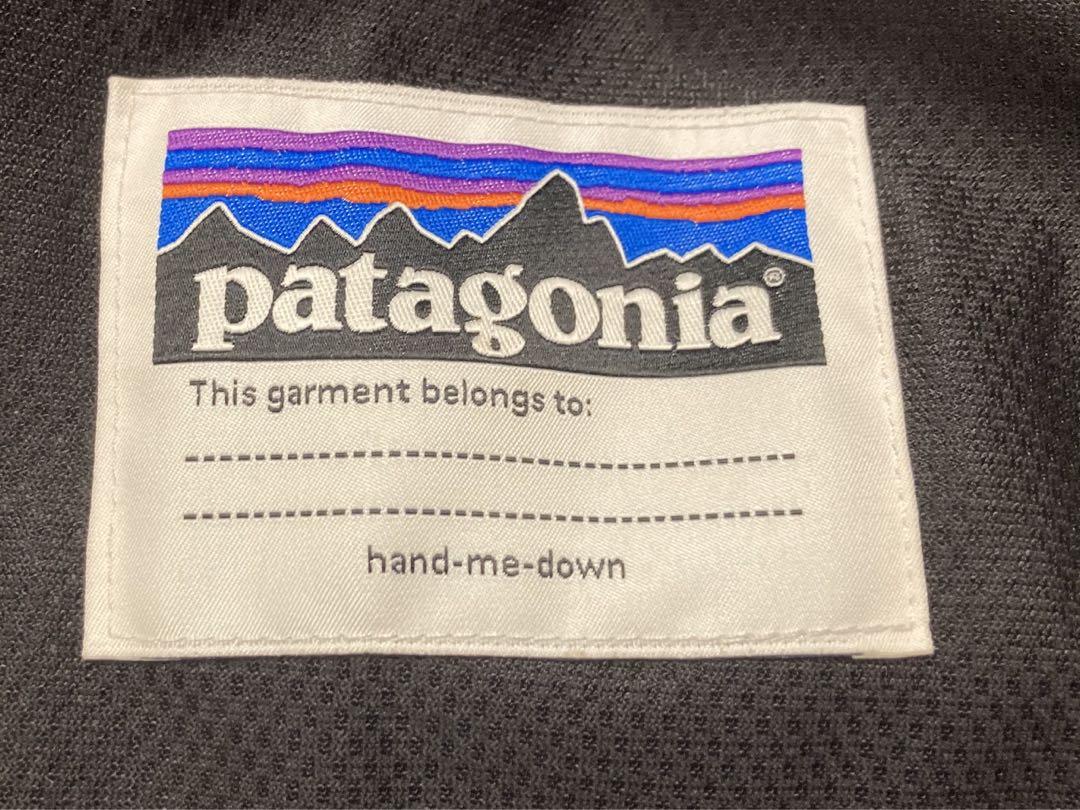 patagonia®
This garment belongs to:
hand-me-down